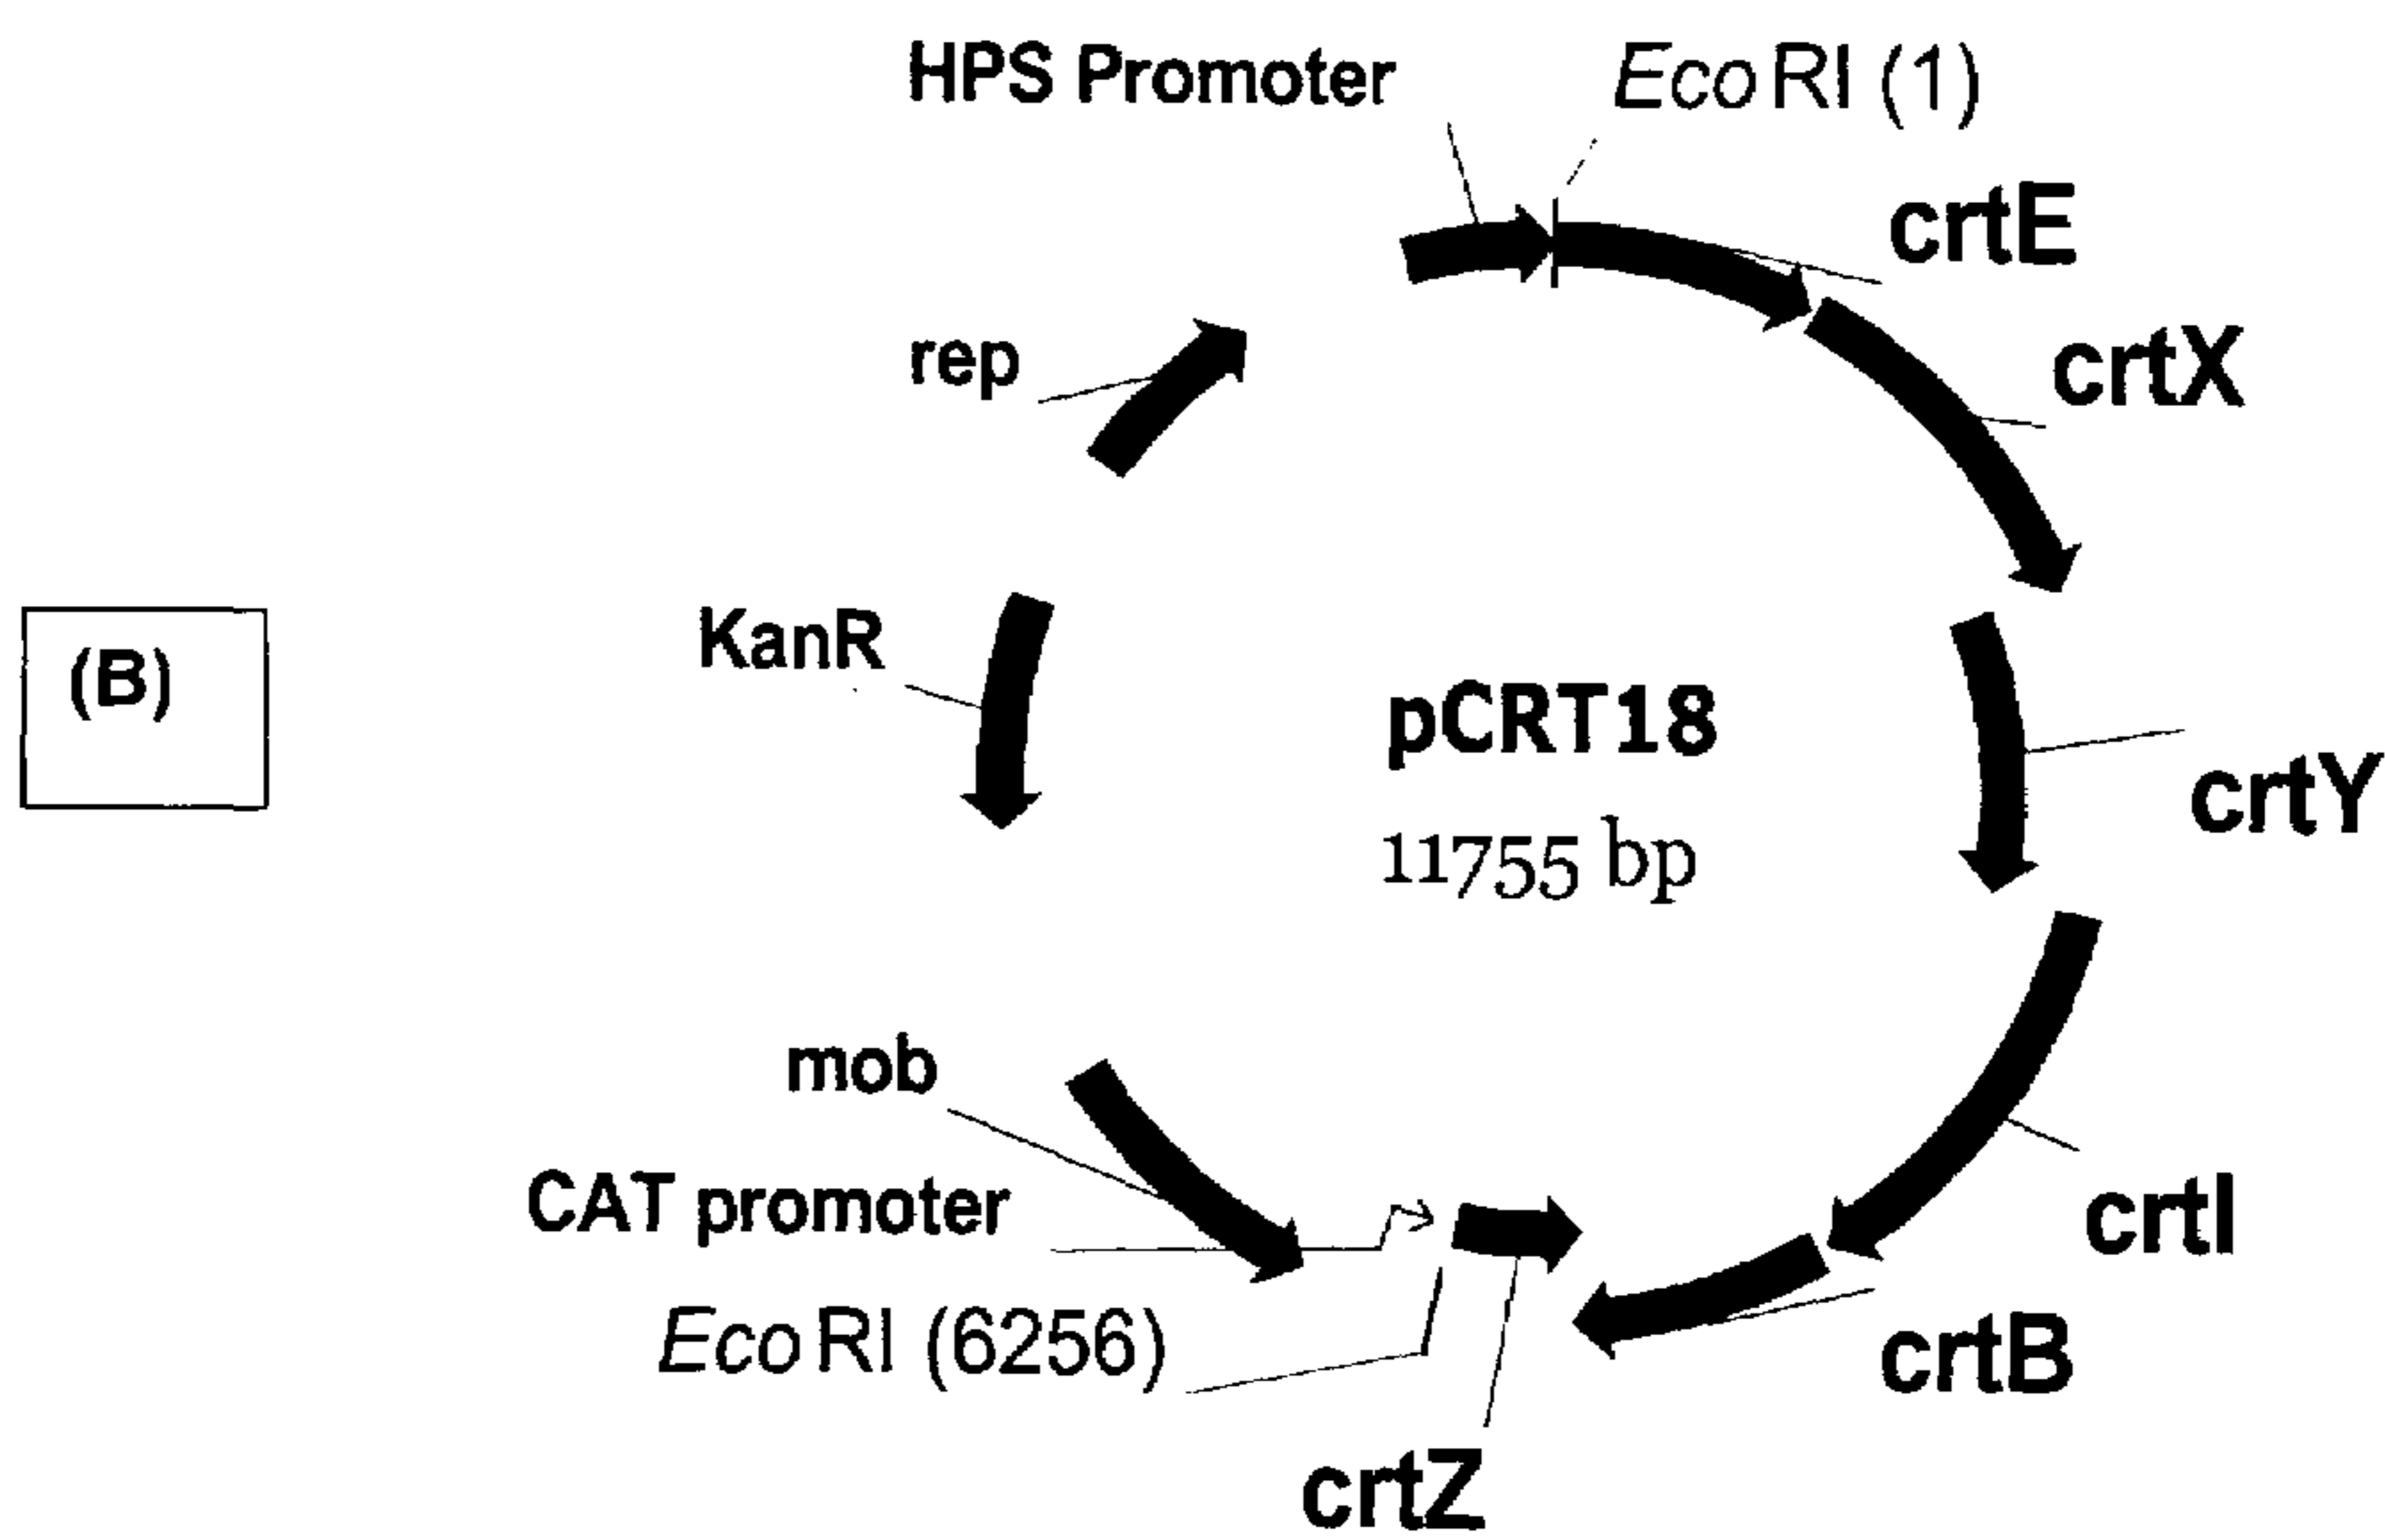 HPS Promoter
EcoRI (1)
crtE
crtX
rep
KanR
(B)
pCRT18
11755 bp
crtY
mob
CAT promoter
crtI
EcoRI (6256)
crtB
crtZ